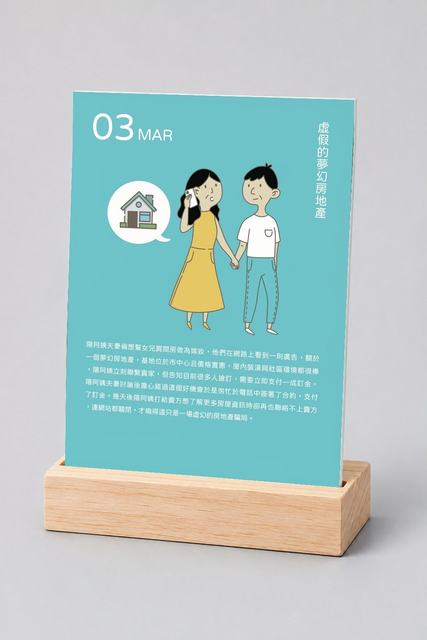 03 MAR
虛假的夢幻房地產
陽阿姨夫妻倆想幫女兒買間房做為嫁妝，他們在網路上看到一則廣告，關於
一個夢幻房地產，基地位於市中心且價格實惠，屋內裝潢與社區環境都很棒
，陽阿姨立刻聯繫賣家，但告知目前很多人搶訂，需要立即支付一成訂金。
陽阿姨夫妻討論後擔心錯過這個好機會於是匆忙於電話中簽署了合約，支付
了訂金。幾天後陽阿姨打給賣方想了解更多房屋資訊時卻再也聯絡不上賣方
，連網站都關閉，才曉得這只是一場虛幻的房地產騙局。